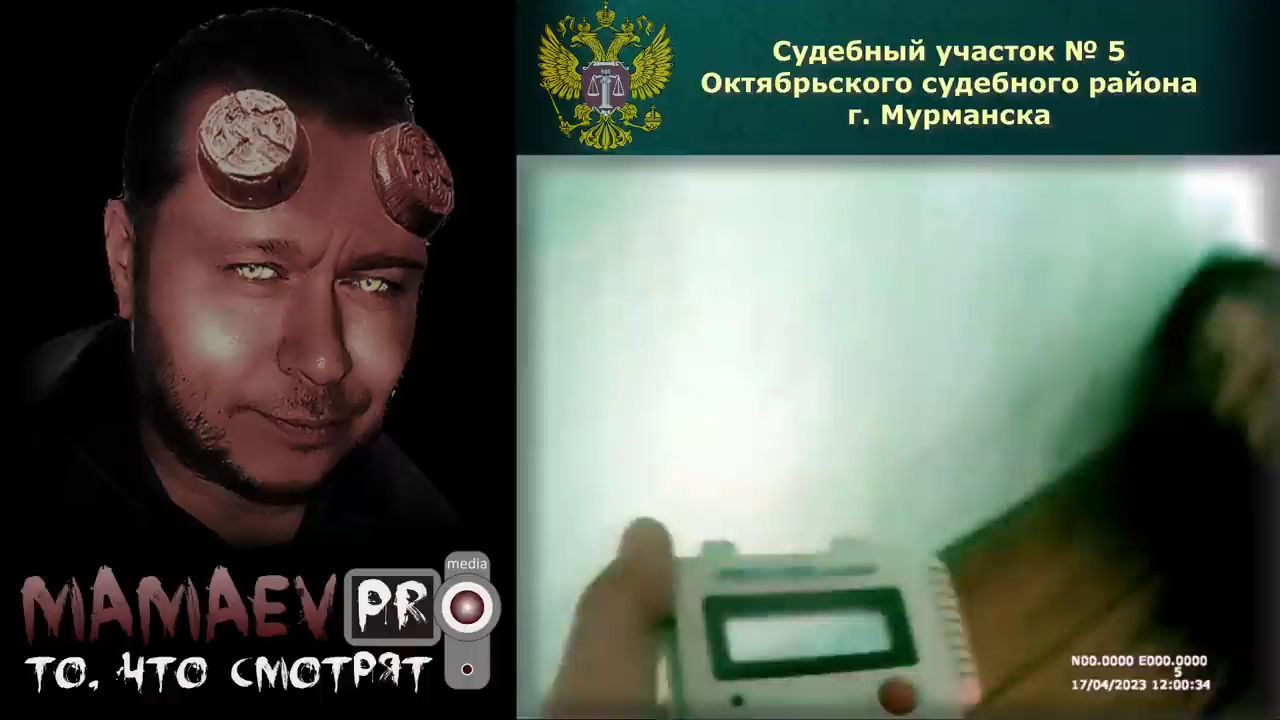 Судебный участок № 5
Октябрьского судебного района
г. Мурманска
media
MAMAEV PRO
ТО, ЧТО СМОТРЯТ
N00.0000 E000.0000
5
17/04/2023 12:00:34